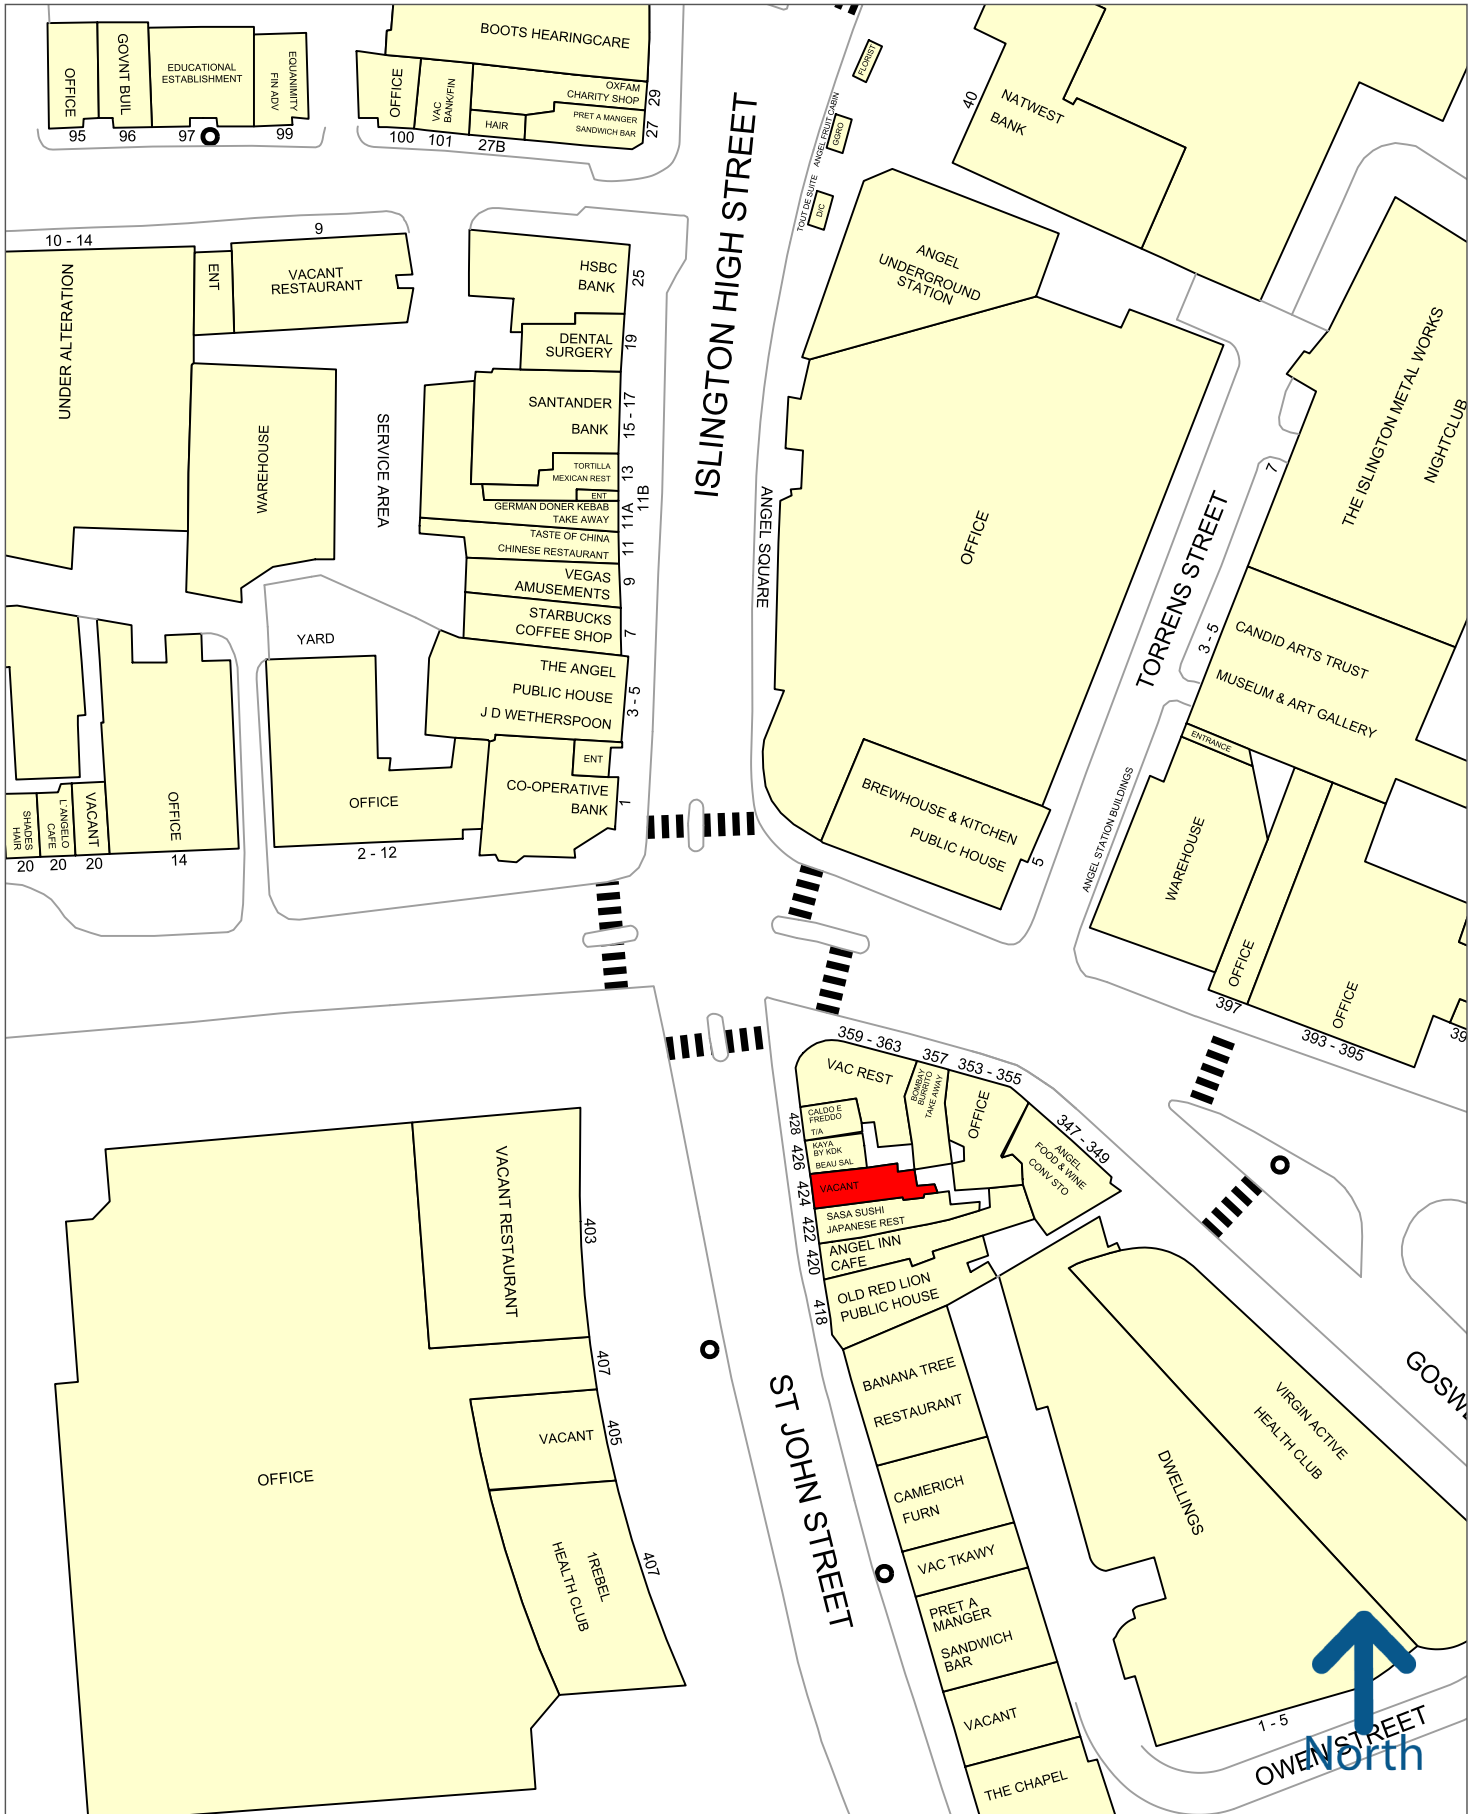 BOOTS HEARINGCARE
OFFICE
GOVNT BUIL
EDUCATIONAL
ESTABLISHMENT
EQUANIMITY
FIN ADV
95
96
97
99
OFFICE
VAC
BANK/FIN
OXFAM
CHARITY SHOP
29
HAIR
PRET A MANGER
SANDWICH BAR
27
100
101
27B
ISLINGTON HIGH STREET
FLORIST
ANGEL FRUIT CABIN
GGRO
TOUT DE SUITE
D/C
40
NATWEST
BANK
ANGEL
UNDERGROUND
STATION
10 - 14
9
UNDER ALTERATION
ENT
VACANT
RESTAURANT
HSBC
BANK
25
DENTAL
SURGERY
19
WAREHOUSE
SERVICE AREA
SANTANDER
BANK
15 - 17
TORTILLA
MEXICAN REST
13
ENT
11B
GERMAN DONER KEBAB
TAKE AWAY
11A
TASTE OF CHINA
CHINESE RESTAURANT
11
VEGAS
AMUSEMENTS
9
STARBUCKS
COFFEE SHOP
7
THE ANGEL
PUBLIC HOUSE
J D WETHERSPOON
3 - 5
ENT
CO-OPERATIVE
BANK
1
YARD
OFFICE
2 - 12
SHADES
HAIR
L'ANGELO
CAFE
VACANT
OFFICE
20
20
20
14
ANGEL SQUARE
OFFICE
BREWHOUSE & KITCHEN
PUBLIC HOUSE
5
TORRENS STREET
THE ISLINGTON METAL WORKS
NIGHTCLUB
7
3 - 5
CANDID ARTS TRUST
MUSEUM & ART GALLERY
ENTRANCE
ANGEL STATION BUILDINGS
WAREHOUSE
OFFICE
OFFICE
397
393 - 395
39
359 - 363
357
353 - 355
347 - 349
VAC REST
BOMBAY
BURRITO
TAKE AWAY
OFFICE
ANGEL
FOOD & WINE
CONV STO
CALDO E
FREDDO
T/A
428
KAYA
BY KDK
BEAU SAL
426
VACANT
424
SASA SUSHI
JAPANESE REST
422
ANGEL INN
CAFE
420
OLD RED LION
PUBLIC HOUSE
418
BANANA TREE
RESTAURANT
CAMERICH
FURN
VAC TKAWY
PRET A
MANGER
SANDWICH
BAR
VACANT
THE CHAPEL
ST JOHN STREET
VACANT RESTAURANT
403
407
VACANT
405
OFFICE
1REBEL
HEALTH CLUB
407
DWELLINGS
VIRGIN ACTIVE
HEALTH CLUB
GOSW
1 - 5
OWEN STREET
North